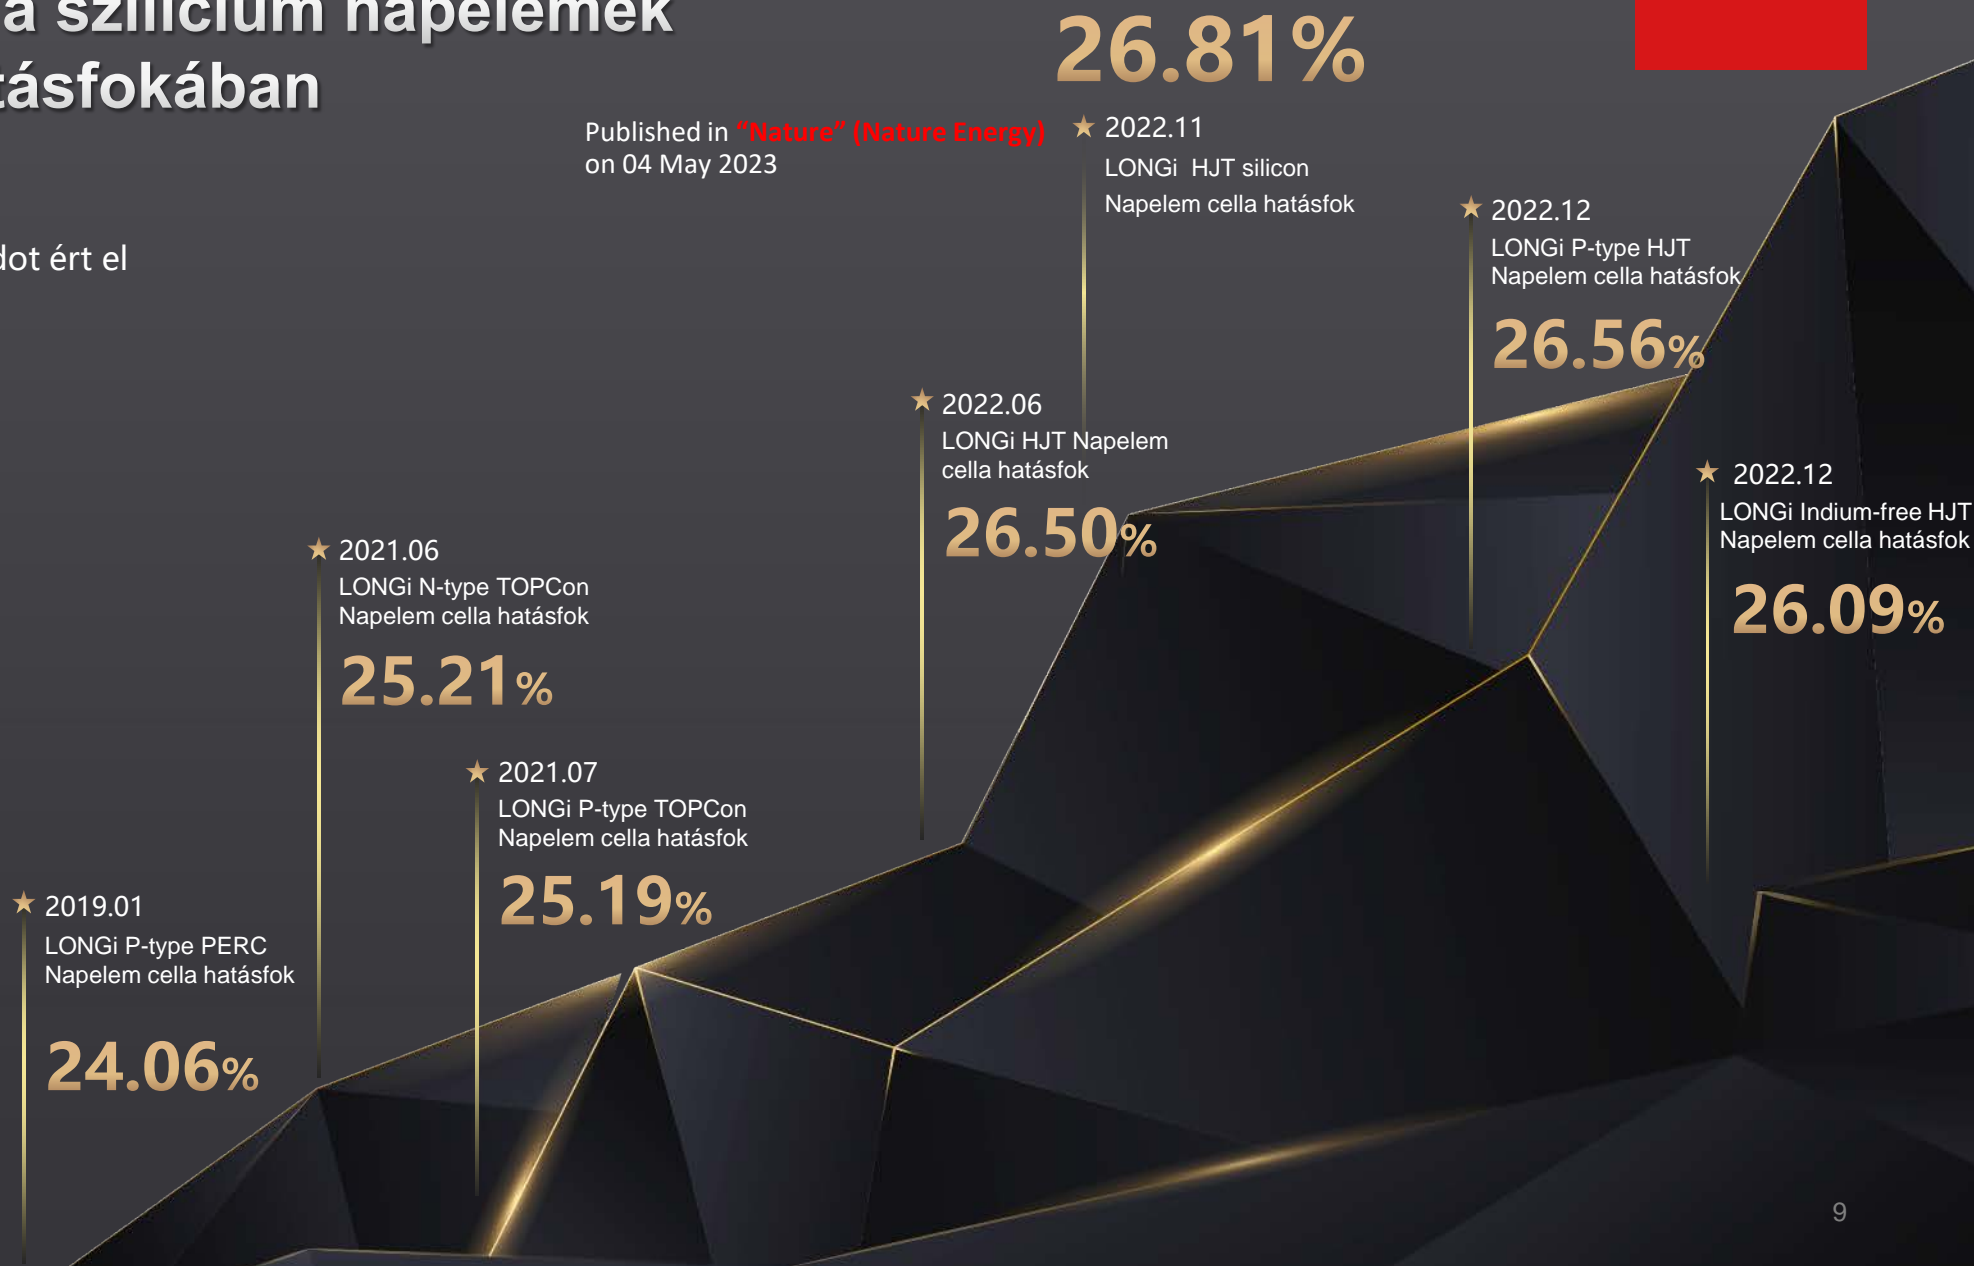 a szilícium napelemek
tásfokában
26.81%
Published in “Nature” (Nature Energy)
on 04 May 2023
★ 2022.11
LONGi HJT silicon
Napelem cella hatásfok
dot ért el
★ 2022.12
LONGi P-type HJT
Napelem cella hatásfok
26.56%
★ 2022.06
LONGi HJT Napelem
cella hatásfok
26.50%
★ 2022.12
LONGi Indium-free HJT
Napelem cella hatásfok
26.09%
★ 2021.06
LONGi N-type TOPCon
Napelem cella hatásfok
25.21%
★ 2021.07
LONGi P-type TOPCon
Napelem cella hatásfok
25.19%
★ 2019.01
LONGi P-type PERC
Napelem cella hatásfok
24.06%
9